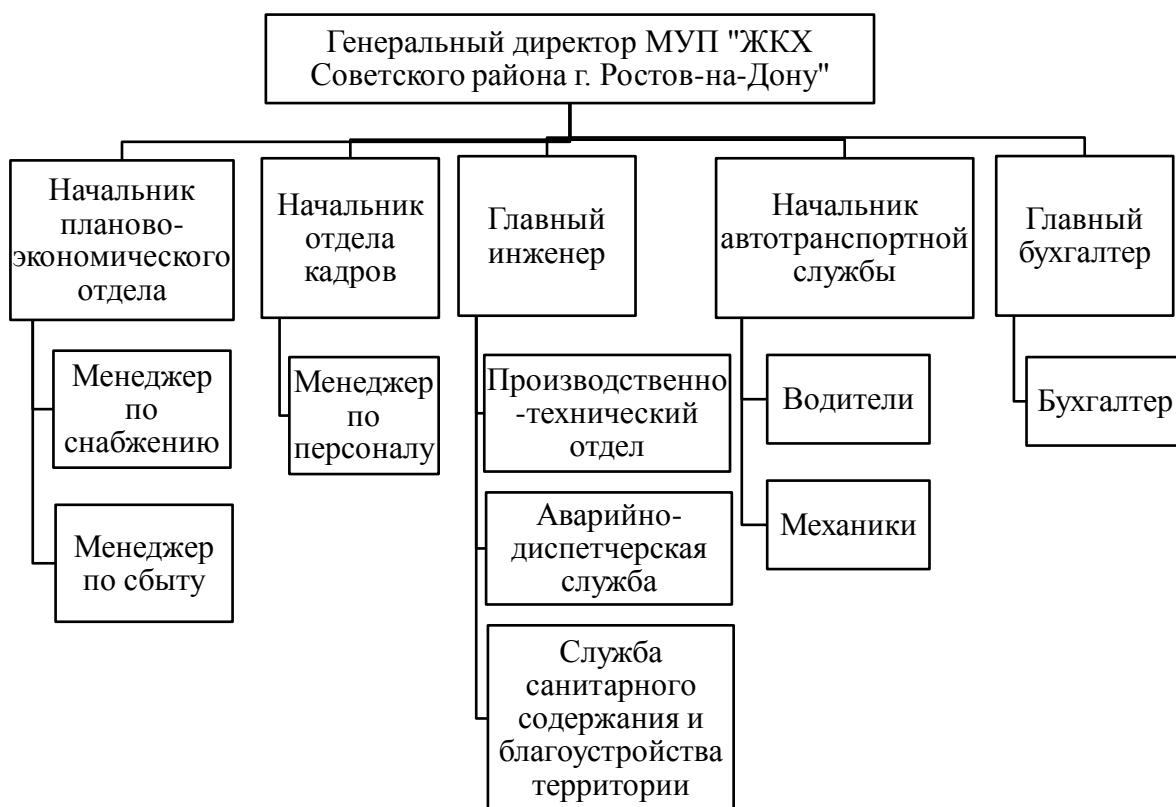 Генеральный директор МУП "ЖКХ
Советского района г. Ростов-на-Дону"
Начальник
планово-
экономического
отдела
Менеджер
по
снабжению
Менеджер
по сбыту
Начальник
отдела
кадров
Менеджер
по
персоналу
Главный
инженер
Производственно
-технический
отдел
Аварийно-
диспетчерская
служба
Служба
санитарного
содержания и
благоустройства
территории
Начальник
автотранспортной
службы
Водители
Механики
Главный
бухгалтер
Бухгалтер